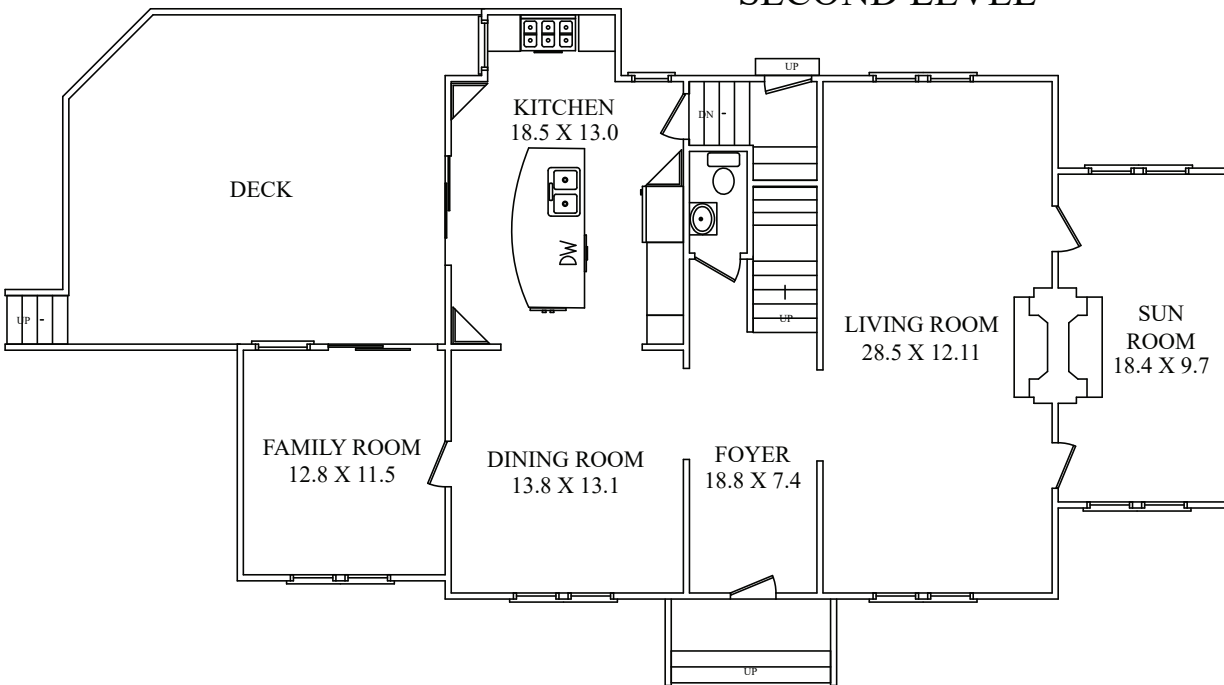 SECOND LEVEL
UP
KITCHEN
18.5 X 13.0
DN -
DECK
DW
UP -
UP
LIVING ROOM
28.5 X 12.11
SUN
ROOM
18.4 X 9.7
FAMILY ROOM
12.8 X 11.5
DINING ROOM
13.8 X 13.1
FOYER
18.8 X 7.4
UP